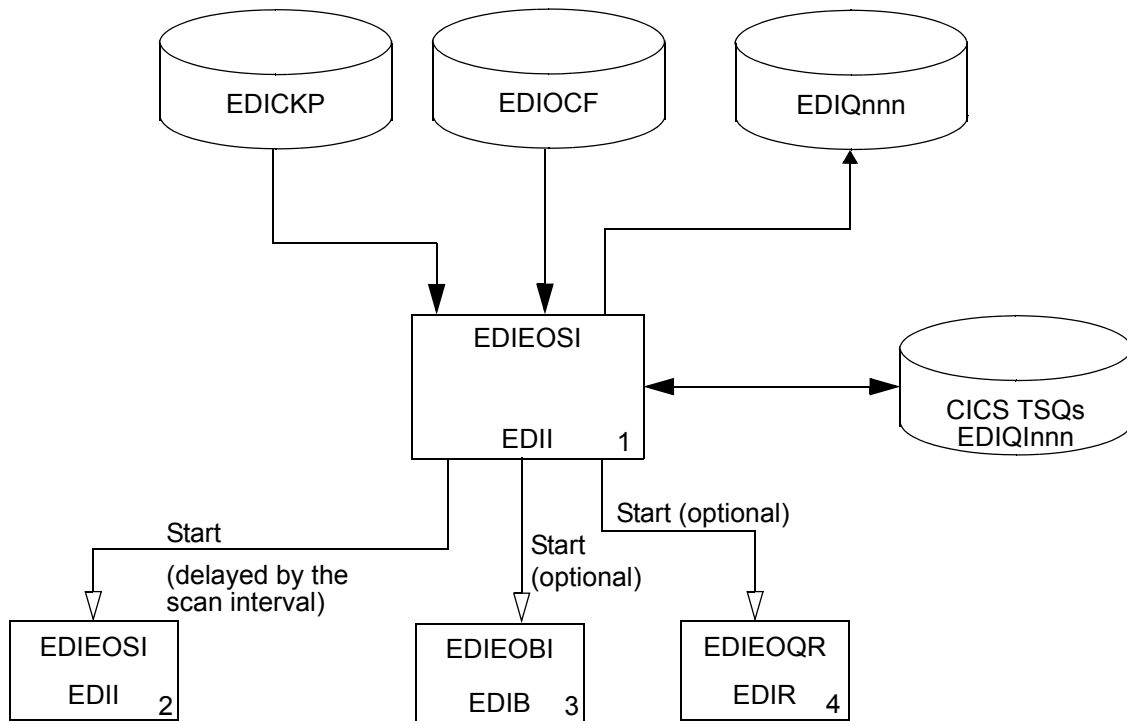 EDICKP
EDIOCF
EDIQnnn
EDIEOSI
EDII
1
CICS TSQs
EDIQInnn
Start
(delayed by the
scan interval)
Start
(optional)
Start (optional)
EDIEOSI
EDII
2
EDIEOBI
EDIB
3
EDIEOQR
EDIR
4